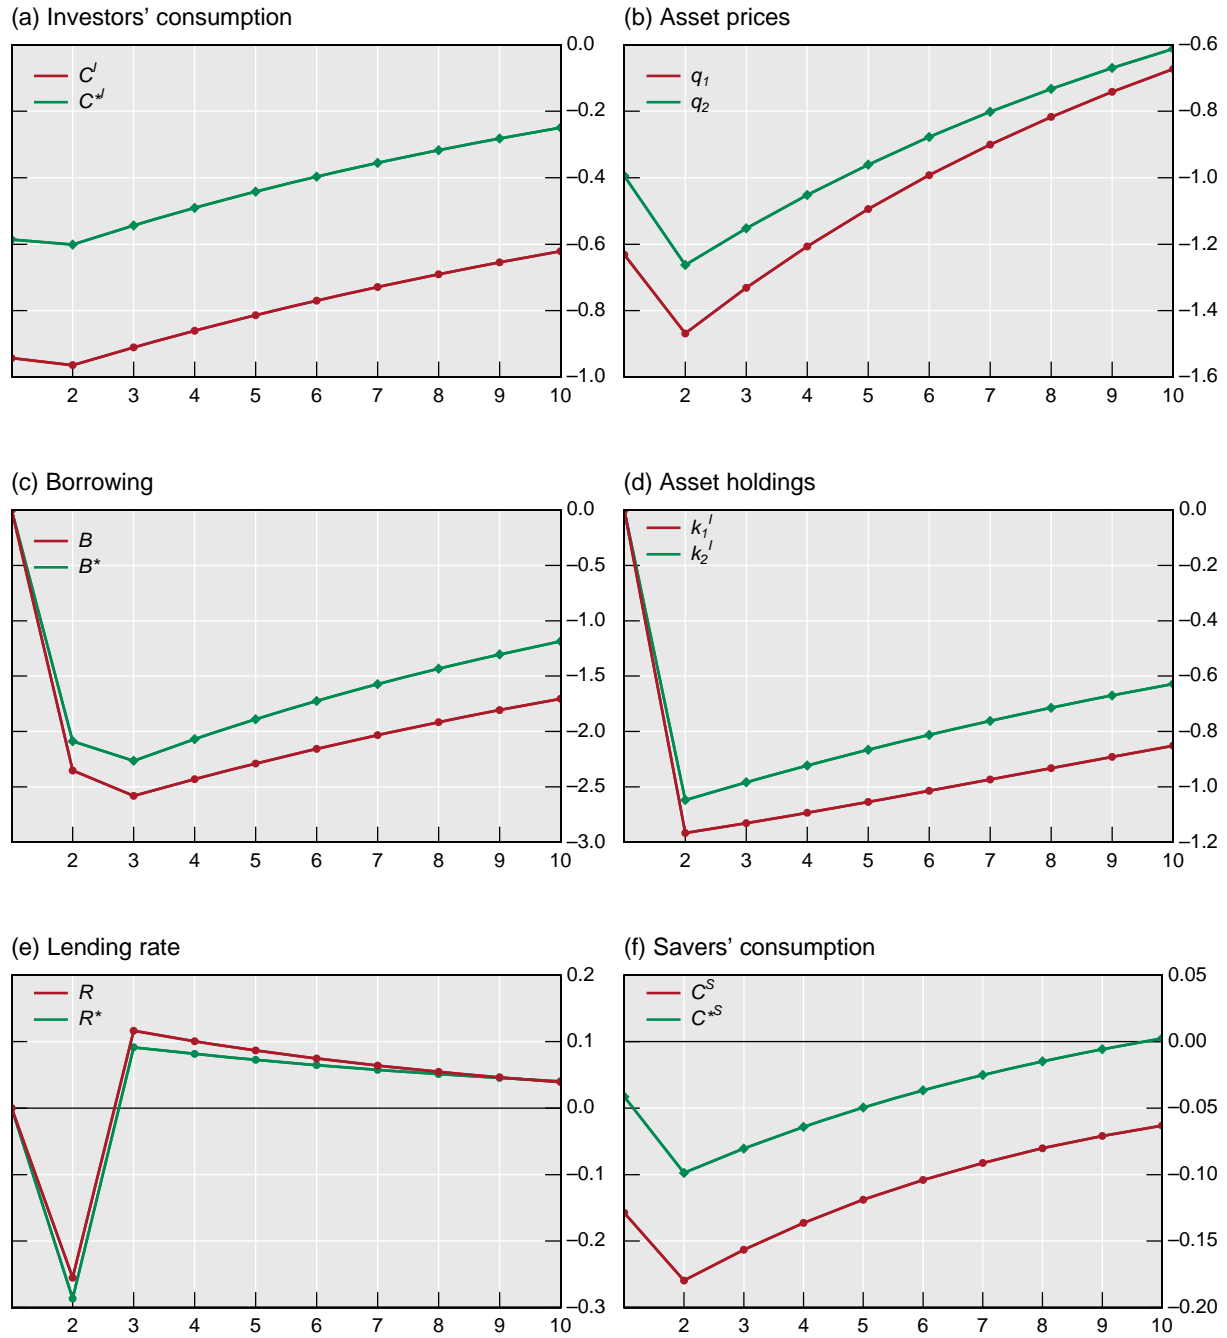 (a) Investors’ consumption
0.0
C^I
C*^I
–0.2
–0.4
–0.6
–0.8
–1.0
2 3 4 5 6 7 8 9 10
(b) Asset prices
–0.6
q_1
q_2
–0.8
–1.0
–1.2
–1.4
–1.6
2 3 4 5 6 7 8 9 10
(c) Borrowing
0.0
B
B*
–0.5
–1.0
–1.5
–2.0
–2.5
–3.0
2 3 4 5 6 7 8 9 10
(d) Asset holdings
0.0
k_1^I
k_2^I
–0.2
–0.4
–0.6
–0.8
–1.0
–1.2
2 3 4 5 6 7 8 9 10
(e) Lending rate
0.2
R
R*
0.1
0.0
–0.1
–0.2
–0.3
2 3 4 5 6 7 8 9 10
(f) Savers’ consumption
0.05
C^S
C*^S
0.00
–0.05
–0.10
–0.15
–0.20
2 3 4 5 6 7 8 9 10